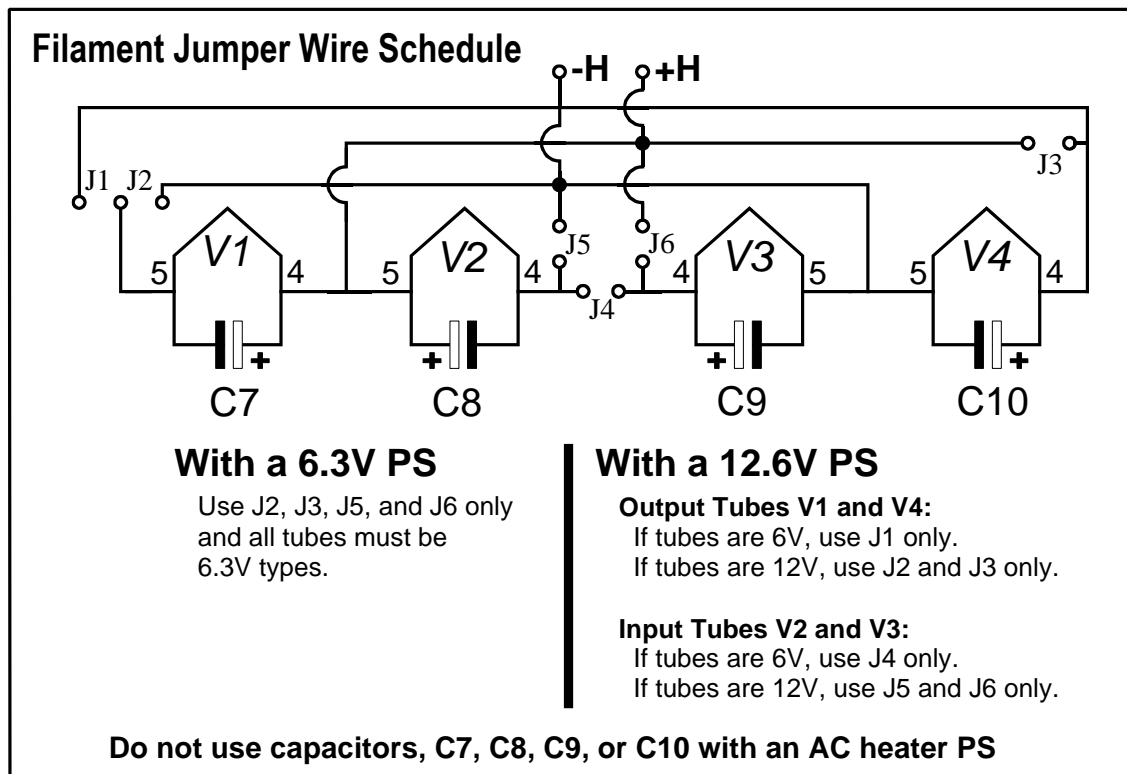 Filament Jumper Wire Schedule
-H +H
J1 J2
J3
V1 V2 V3 V4
J5 J6
5 4 5 4 4 5 5 4
J4
+ + + +
C7 C8 C9 C10
With a 6.3V PS
Use J2, J3, J5, and J6 only
and all tubes must be
6.3V types.
With a 12.6V PS
Output Tubes V1 and V4:
If tubes are 6V, use J1 only.
If tubes are 12V, use J2 and J3 only.
Input Tubes V2 and V3:
If tubes are 6V, use J4 only.
If tubes are 12V, use J5 and J6 only.
Do not use capacitors, C7, C8, C9, or C10 with an AC heater PS